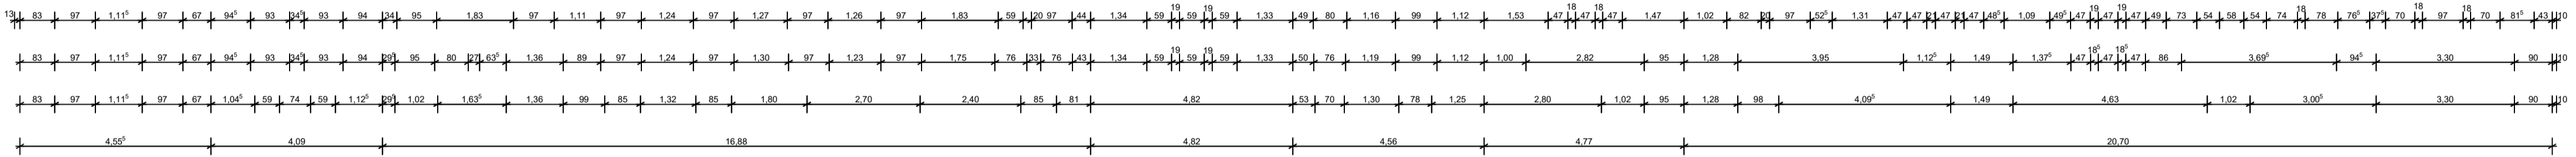 13 83 97 1,11⁵ 97 67 94⁵ 93 34⁵ 93 94 34 95 1,83 97 1,11 97 1,24 97 1,27 97 1,26 97 1,83 59 20 97 44 1,34 59 19 59 19 59 1,33 49 80 1,16 99 1,12 1,53 47 18 47 18 47 1,47 1,02 82 20 97 52⁵ 1,31 47 47 21 47 21 47 48⁵ 1,09 49⁵ 47 19 47 19 47 49 73 54 58 54 74 18 78 76⁵ 37⁵ 70 18 97 18 70 81⁵ 43 10
83 97 1,11⁵ 97 67 94⁵ 93 34⁵ 93 94 29⁵ 95 80 27 63⁵ 1,36 89 97 1,24 97 1,30 97 1,23 97 1,75 76 33 76 43 1,34 59 19 59 19 59 1,33 50 76 1,19 99 1,12 1,00 2,82 95 1,28 3,95 1,12⁵ 1,49 1,37⁵ 47 18⁵ 47 18⁵ 47 86 3,69⁵ 94⁵ 3,30 90 10
83 97 1,11⁵ 97 67 1,04⁵ 59 74 59 1,12⁵ 29⁵ 1,02 1,63⁵ 1,36 99 85 1,32 85 1,80 2,70 2,40 85 81 4,82 53 70 1,30 78 1,25 2,80 1,02 95 1,28 98 4,09⁵ 1,49 4,63 1,02 3,00⁵ 3,30 90 10
4,55⁵ 4,09 16,88 4,82 4,56 4,77 20,70